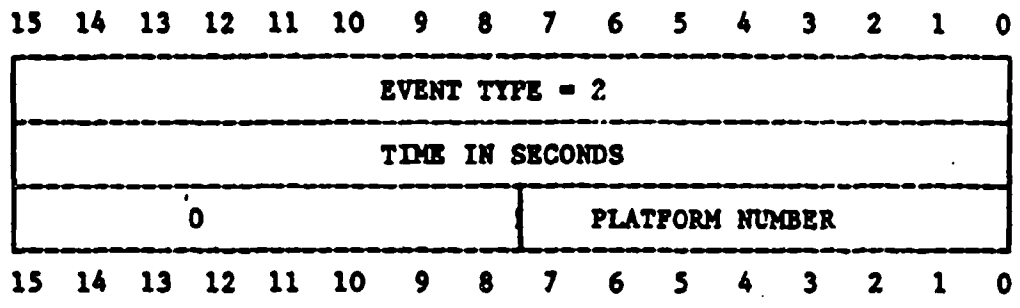 15 14 13 12 11 10 9 8 7 6 5 4 3 2 1 0
EVENT TYPE = 2
TIME IN SECONDS
0 PLATFORM NUMBER
15 14 13 12 11 10 9 8 7 6 5 4 3 2 1 0